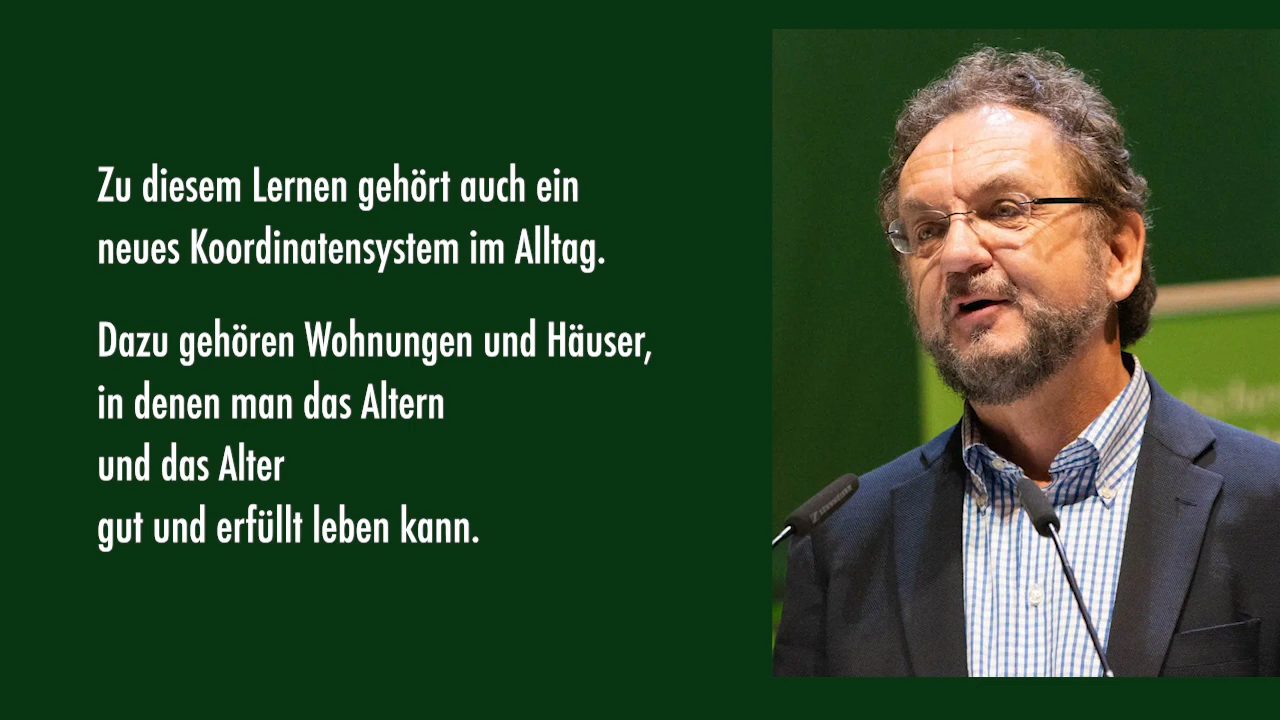 Zu diesem Lernen gehört auch ein
neues Koordinatensystem im Alltag.
Dazu gehören Wohnungen und Häuser,
in denen man das Altern
und das Alter
gut und erfüllt leben kann.